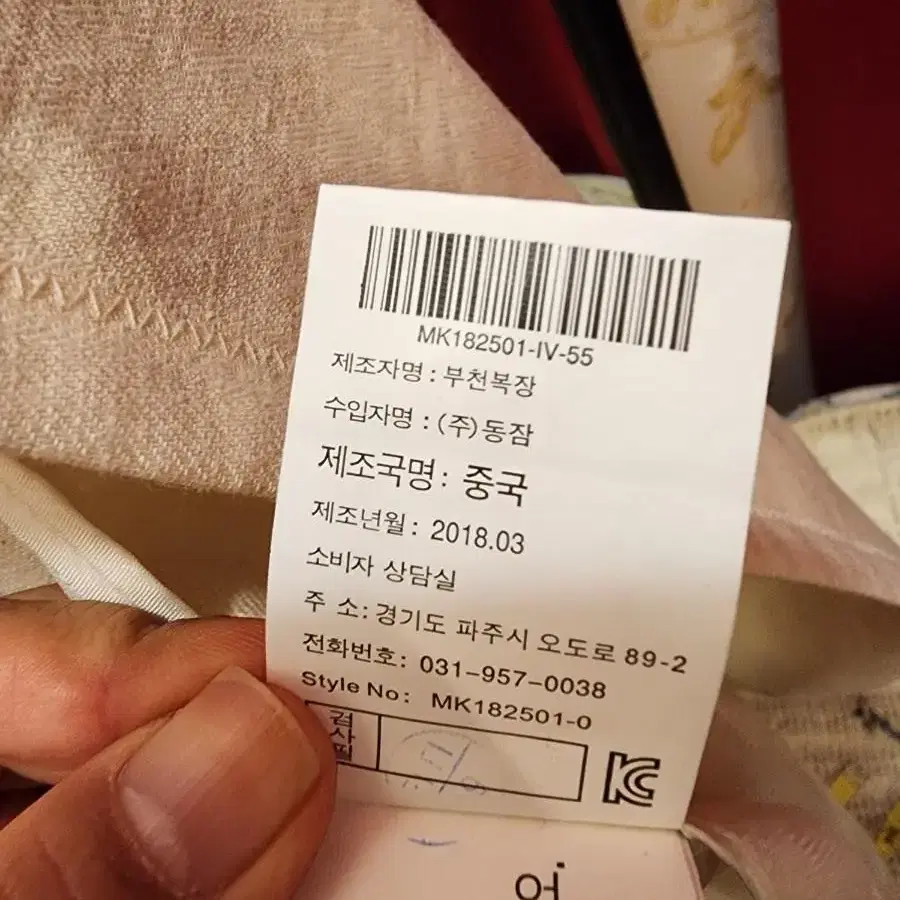 MK182501-IV-55
제조자명 : 부천복장
수입자명 : (주)동잠
제조국명 : 중국
제조년월 : 2018.03
소비자 상담실
주 소 : 경기도 파주시 오도로 89-2
전화번호 : 031-957-0038
Style No : MK182501-0
검사필
KC
어